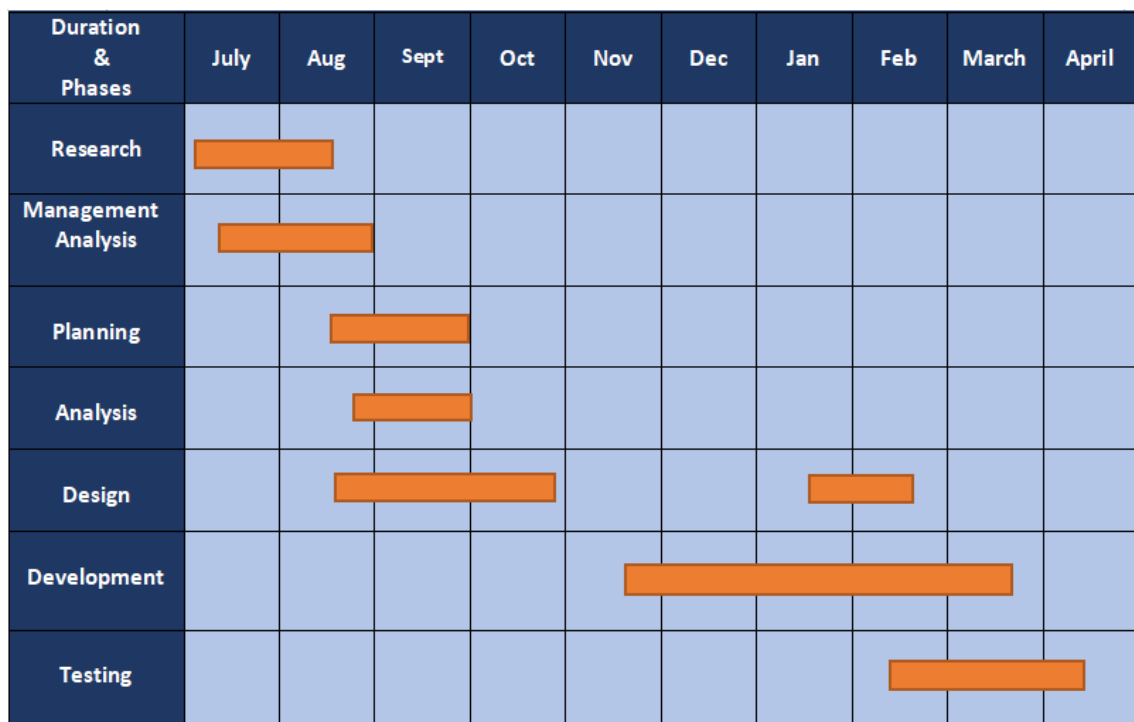 Duration
&
Phases
July
Aug
Sept
Oct
Nov
Dec
Jan
Feb
March
April
Research
Management
Analysis
Planning
Analysis
Design
Development
Testing